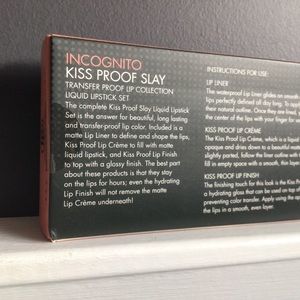 INCOGNITO
KISS PROOF SLAY
TRANSFER PROOF LIP COLLECTION
LIQUID LIPSTICK SET
The complete Kiss Proof Slay Liquid Lipstick
Set is the answer for beautiful, long lasting
and transfer-proof lip color. Included is a
matte Lip Liner to define and shape the lips,
Kiss Proof Lip Crème to fill with matte
liquid lipstick, and Kiss Proof Lip Finish
to top with a glossy finish. The best part
about these products is that they stay
on the lips for hours; even the hydrating
Lip Finish will not remove the matte
Lip Crème underneath!
INSTRUCTIONS FOR USE:
LIP LINER
The waterproof Lip Liner glides on smooth
lips perfectly defined all day long. To app
their natural outline. Once they are lined
the center of the lips with your finger for
KISS PROOF LIP CRÈME
The Kiss Proof Lip Crème, which is a liquid
opaque and dries down to a beautiful matte
slightly parted, follow the liner outline with
fill in empty space with a smooth, even
KISS PROOF LIP FINISH
The finishing touch for this look is the Kiss
a hydrating gloss that can be used on top of
preventing color transfer. Apply using the
the lips in a smooth, even layer.